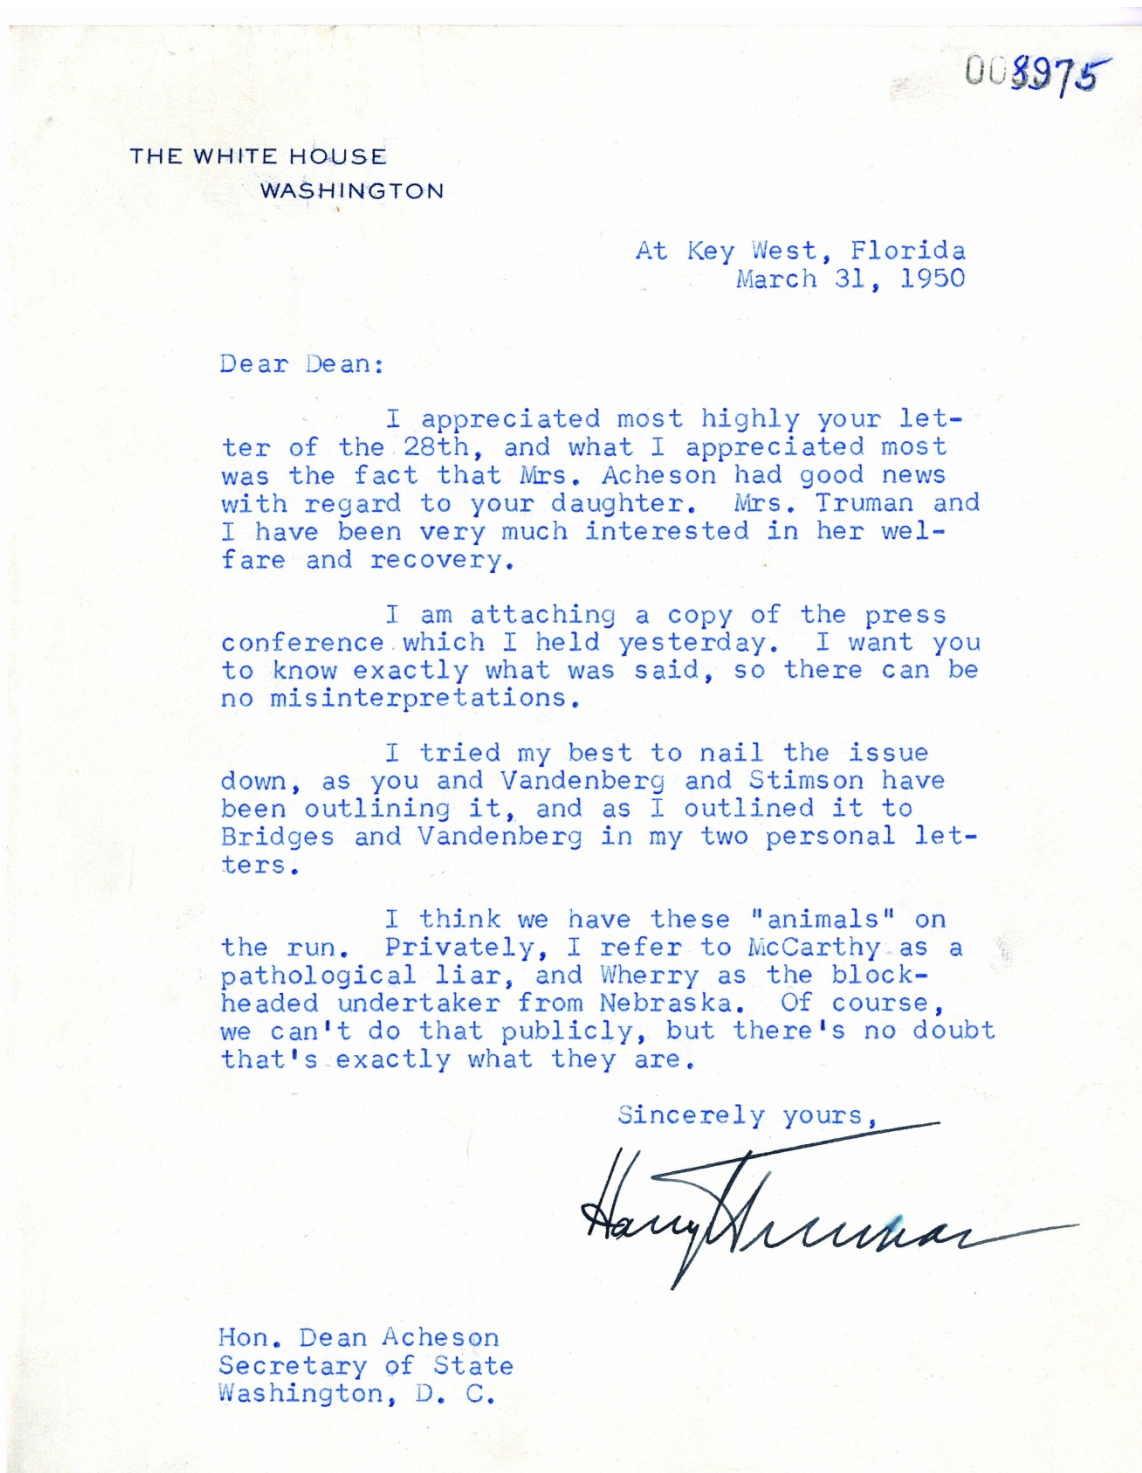 008975
THE WHITE HOUSE
WASHINGTON
At Key West, Florida
March 31, 1950
Dear Dean:
I appreciated most highly your let-
ter of the 28th, and what I appreciated most
was the fact that Mrs. Acheson had good news
with regard to your daughter. Mrs. Truman and
I have been very much interested in her wel-
fare and recovery.
I am attaching a copy of the press
conference which I held yesterday. I want you
to know exactly what was said, so there can be
no misinterpretations.
I tried my best to nail the issue
down, as you and Vandenberg and Stimson have
been outlining it, and as I outlined it to
Bridges and Vandenberg in my two personal let-
ters.
I think we have these "animals" on
the run. Privately, I refer to McCarthy as a
pathological liar, and Wherry as the block-
headed undertaker from Nebraska. Of course,
we can't do that publicly, but there's no doubt
that's exactly what they are.
Sincerely yours,
Harry Truman
Hon. Dean Acheson
Secretary of State
Washington, D. C.